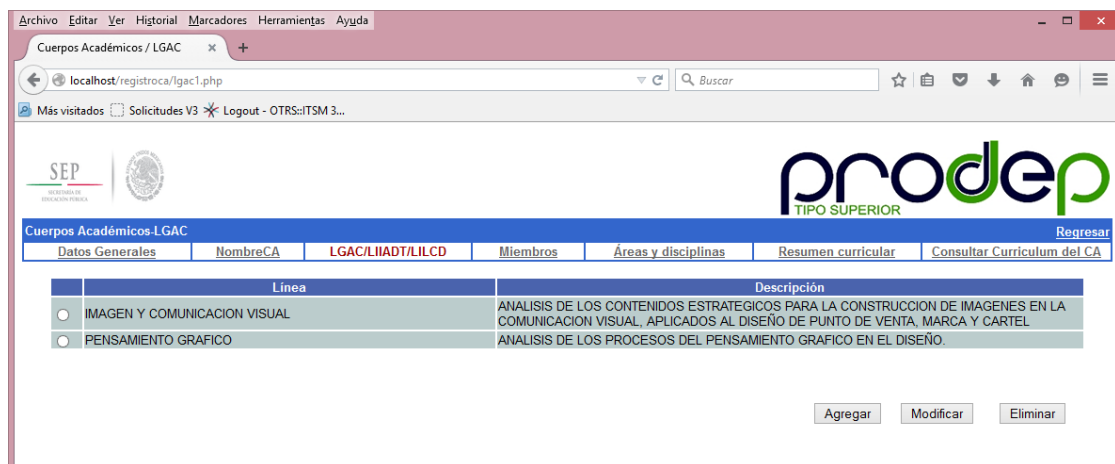 Archivo Editar Ver Historial Marcadores Herramientas Ayuda
Cuerpos Académicos / LGAC × +
localhost/registroca/lgac1.php Buscar
Más visitados Solicitudes V3 Logout - OTRS::ITSM 3...
SEP
SECRETARÍA DE
EDUCACIÓN PÚBLICA
prodep
TIPO SUPERIOR
Cuerpos Académicos-LGAC Regresar
Datos Generales NombreCA LGAC/LIIADT/LILCD Miembros Áreas y disciplinas Resumen curricular Consultar Curriculum del CA
Línea Descripción
IMAGEN Y COMUNICACION VISUAL ANALISIS DE LOS CONTENIDOS ESTRATEGICOS PARA LA CONSTRUCCION DE IMAGENES EN LA
COMUNICACION VISUAL, APLICADOS AL DISEÑO DE PUNTO DE VENTA, MARCA Y CARTEL
PENSAMIENTO GRAFICO ANALISIS DE LOS PROCESOS DEL PENSAMIENTO GRAFICO EN EL DISEÑO.
Agregar Modificar Eliminar